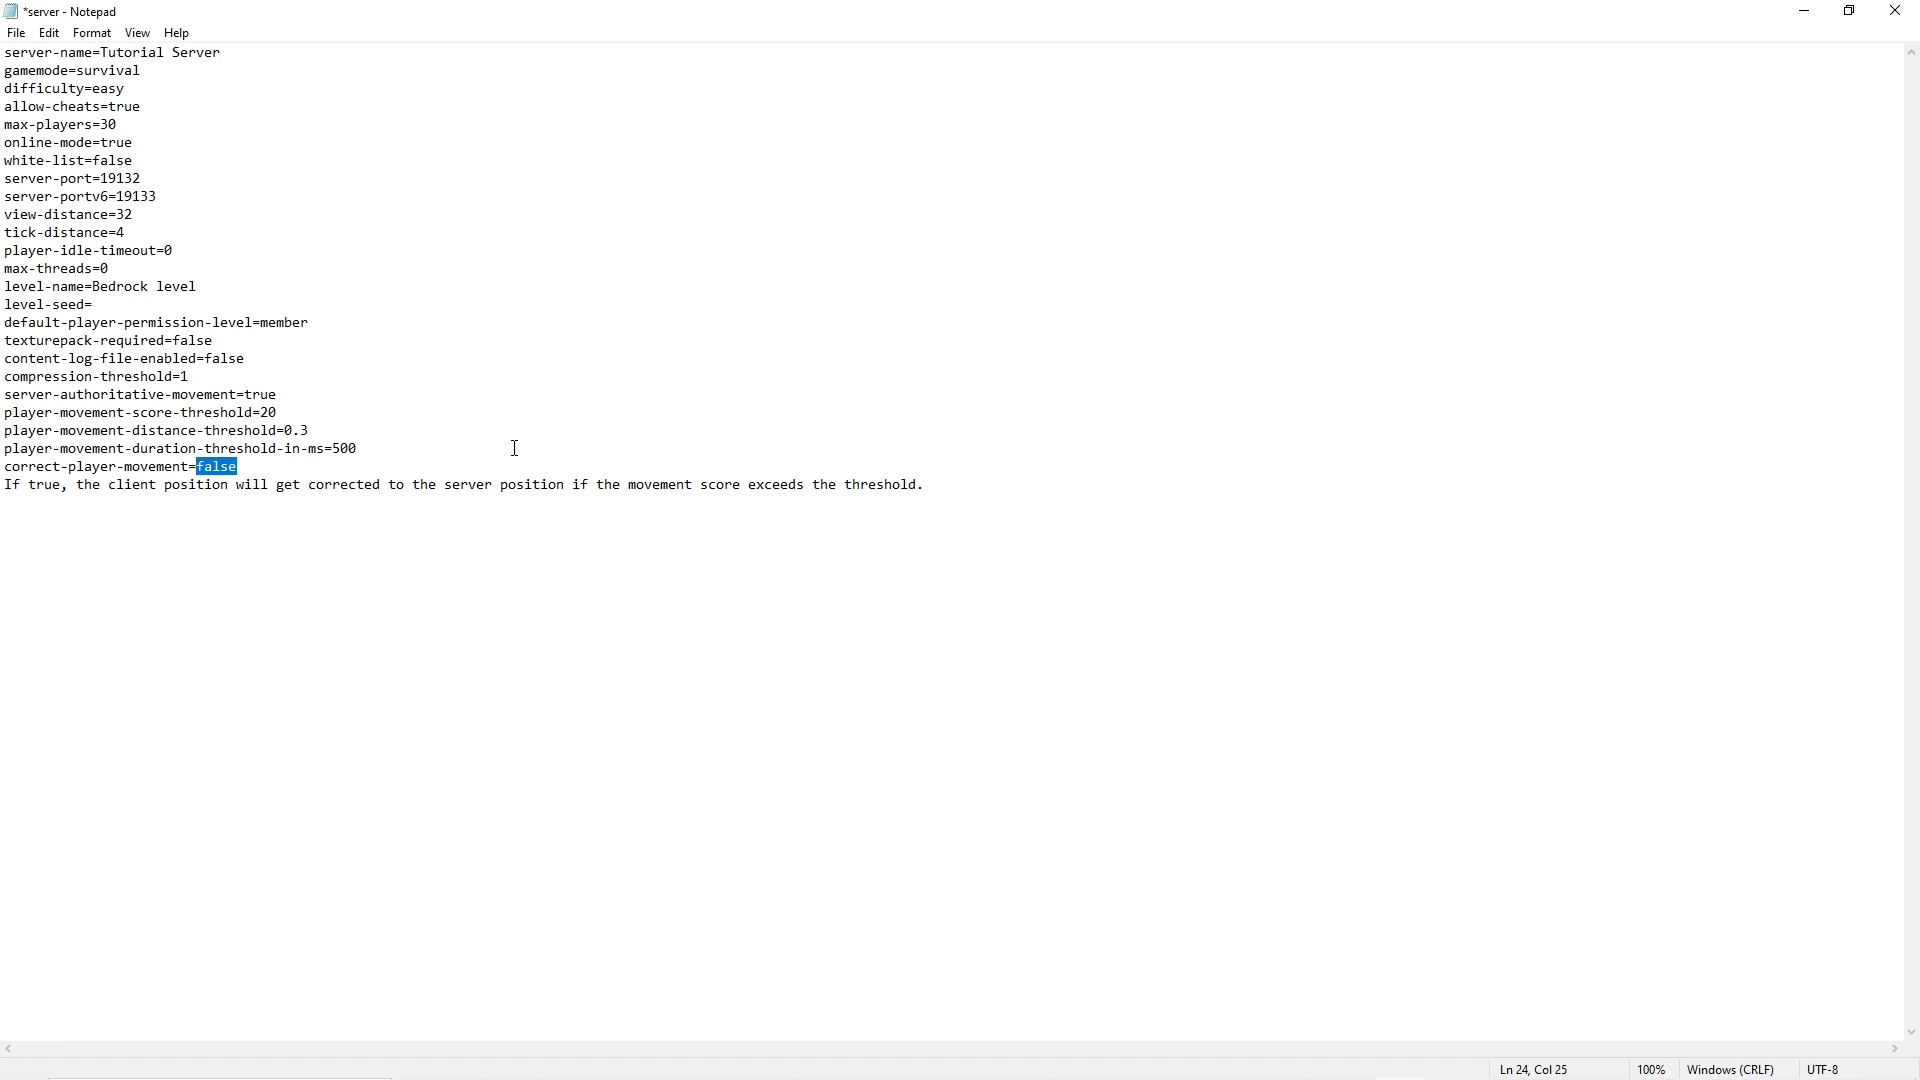 *server - Notepad
File Edit Format View Help
server-name=Tutorial Server
gamemode=survival
difficulty=easy
allow-cheats=true
max-players=30
online-mode=true
white-list=false
server-port=19132
server-portv6=19133
view-distance=32
tick-distance=4
player-idle-timeout=0
max-threads=0
level-name=Bedrock level
level-seed=
default-player-permission-level=member
texturepack-required=false
content-log-file-enabled=false
compression-threshold=1
server-authoritative-movement=true
player-movement-score-threshold=20
player-movement-distance-threshold=0.3
player-movement-duration-threshold-in-ms=500
correct-player-movement=false
If true, the client position will get corrected to the server position if the movement score exceeds the threshold.
Ln 24, Col 25 100% Windows (CRLF) UTF-8